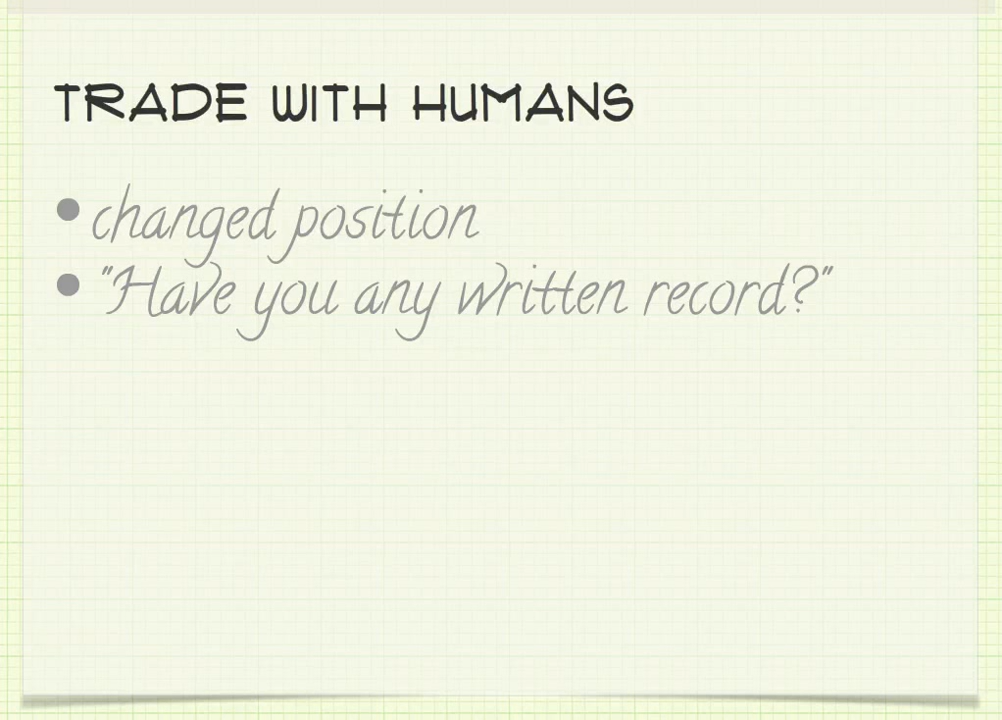 TRADE WITH HUMANS
• changed position
• "Have you any written record?"